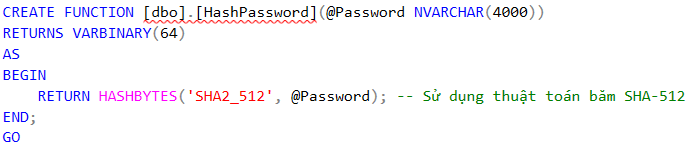 CREATE FUNCTION [dbo].[HashPassword](@Password NVARCHAR(4000))
RETURNS VARBINARY(64)
AS
BEGIN
    RETURN HASHBYTES('SHA2_512', @Password); -- Sử dụng thuật toán băm SHA-512
END;
GO